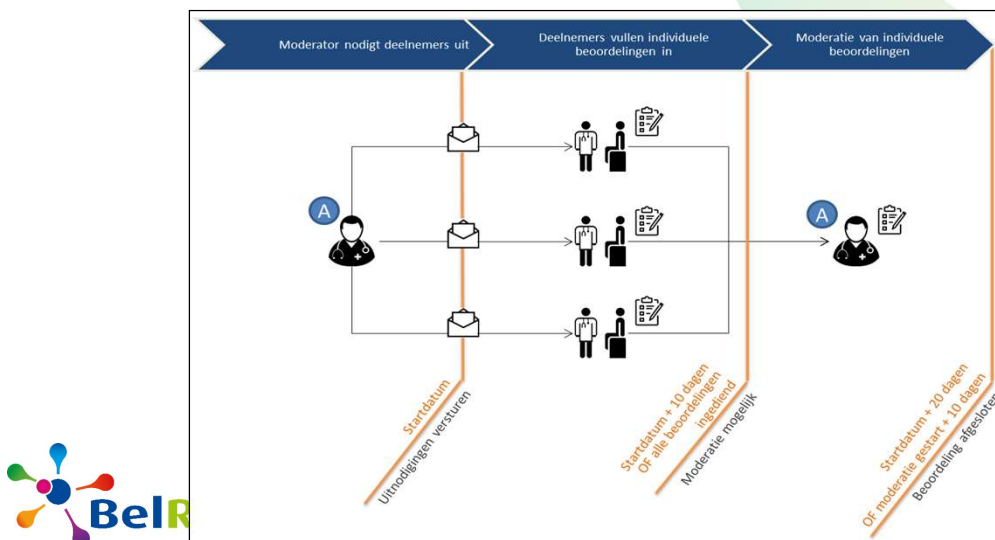 Moderator nodigt deelnemers uit
Deelnemers vullen individuele
beoordelingen in
Moderatie van individuele
beoordelingen
A
A
Startdatum
Uitnodigingen versturen
Startdatum + 10 dagen
OF alle beoordelingen
ingediend
Moderatie mogelijk
Startdatum + 20 dagen
OF moderatie gestart + 10 dagen
Beoordeling afgesloten
BelR